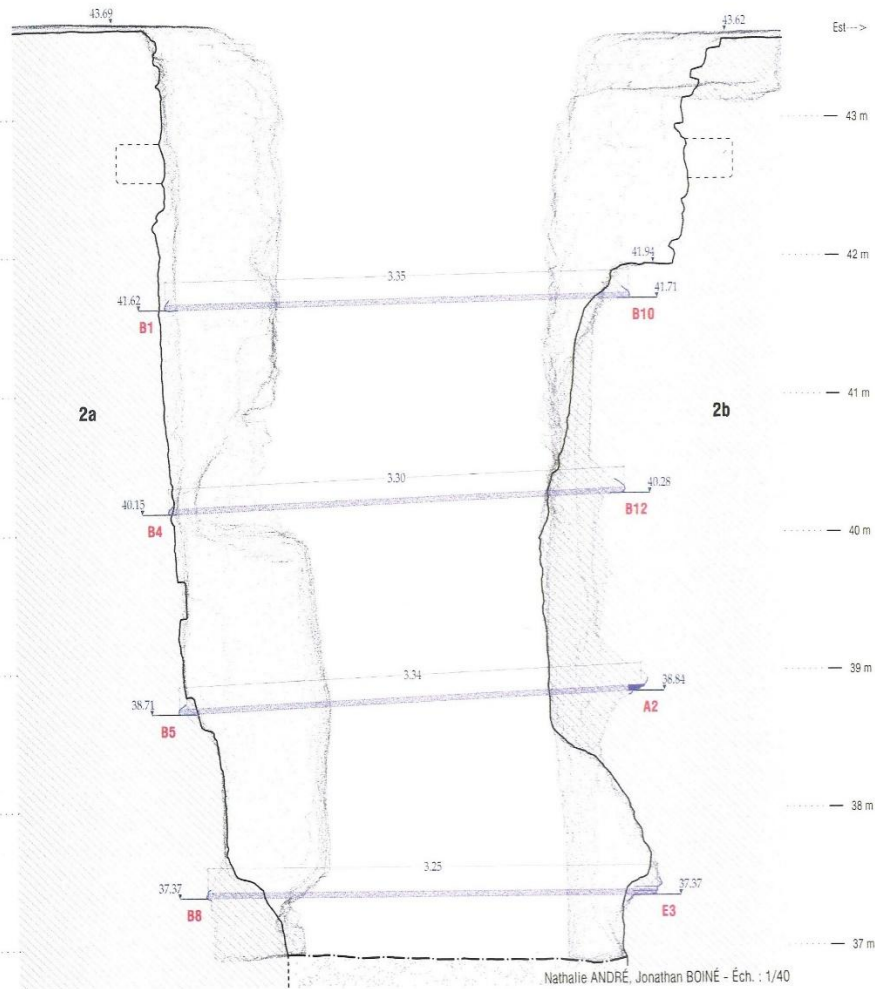 43.69
43.62
Est--->
43 m
41.94
42 m
3.35
41.62
41.71
B1
B10
41 m
2a
2b
3.30
40.15
40.28
B4
B12
40 m
39 m
3.34
38.71
38.84
B5
A2
38 m
3.25
37.37
37.37
B8
E3
37 m
Nathalie ANDRÉ, Jonathan BOINÉ - Éch. : 1/40